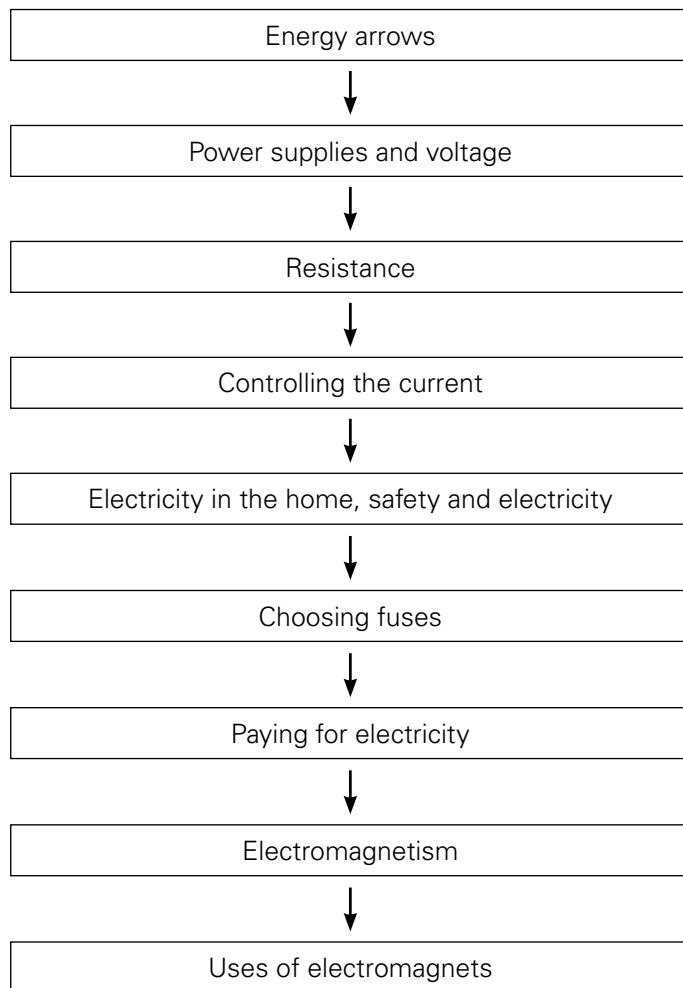 Energy arrows
Power supplies and voltage
Resistance
Controlling the current
Electricity in the home, safety and electricity
Choosing fuses
Paying for electricity
Electromagnetism
Uses of electromagnets